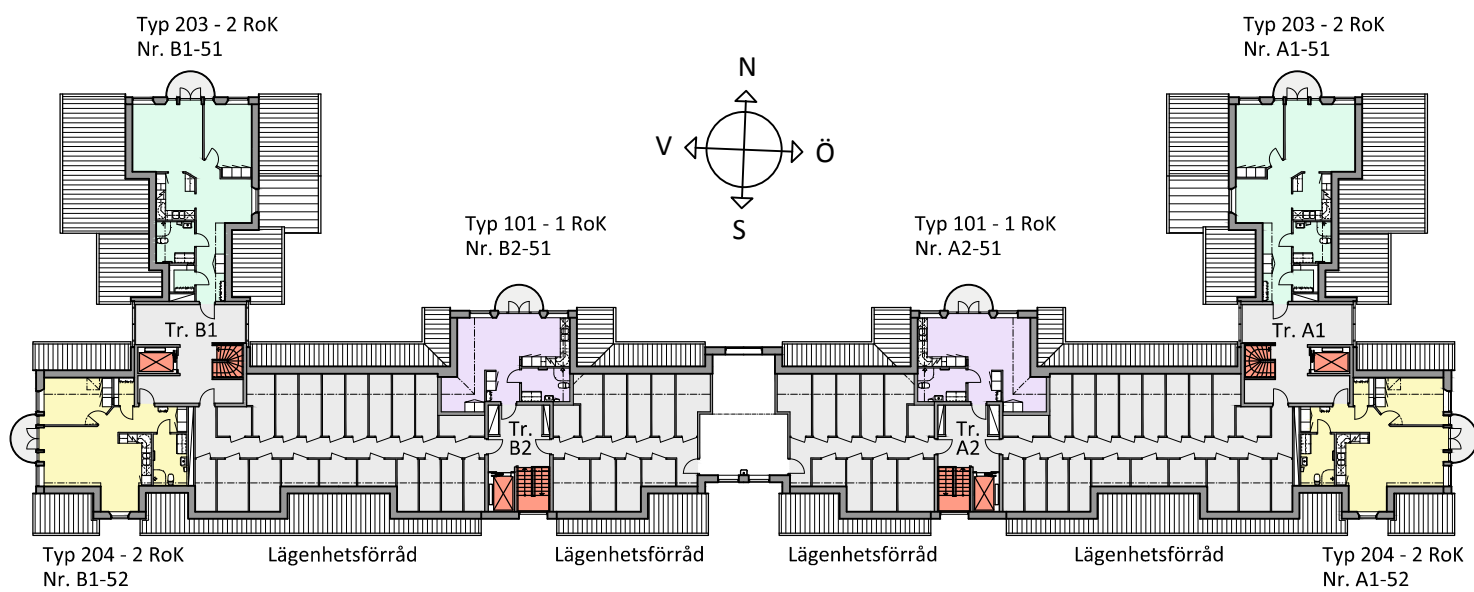 Typ 203 - 2 RoK
Nr. B1-51
Typ 203 - 2 RoK
Nr. A1-51
N
V
Ö
S
Typ 101 - 1 RoK
Nr. B2-51
Typ 101 - 1 RoK
Nr. A2-51
Tr. B1
Tr. A1
Tr.
B2
Tr.
A2
Typ 204 - 2 RoK
Nr. B1-52
Lägenhetsförråd
Lägenhetsförråd
Lägenhetsförråd
Lägenhetsförråd
Typ 204 - 2 RoK
Nr. A1-52